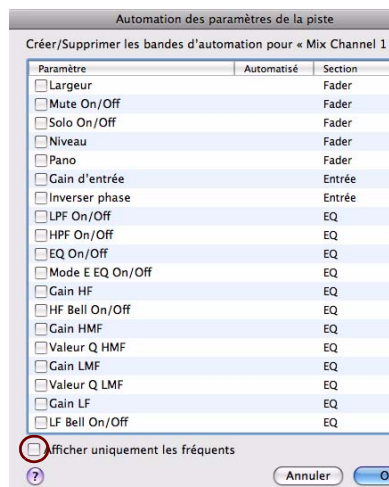 Automation des paramètres de la piste
Créer/Supprimer les bandes d'automation pour « Mix Channel 1
Paramètre Automatisé Section
Largeur Fader
Mute On/Off Fader
Solo On/Off Fader
Niveau Fader
Pano Fader
Gain d'entrée Entrée
Inverser phase Entrée
LPF On/Off EQ
HPF On/Off EQ
EQ On/Off EQ
Mode E EQ On/Off EQ
Gain HF EQ
HF Bell On/Off EQ
Gain HMF EQ
Valeur Q HMF EQ
Gain LMF EQ
Valeur Q LMF EQ
Gain LF EQ
LF Bell On/Off EQ
Afficher uniquement les fréquents
? Annuler